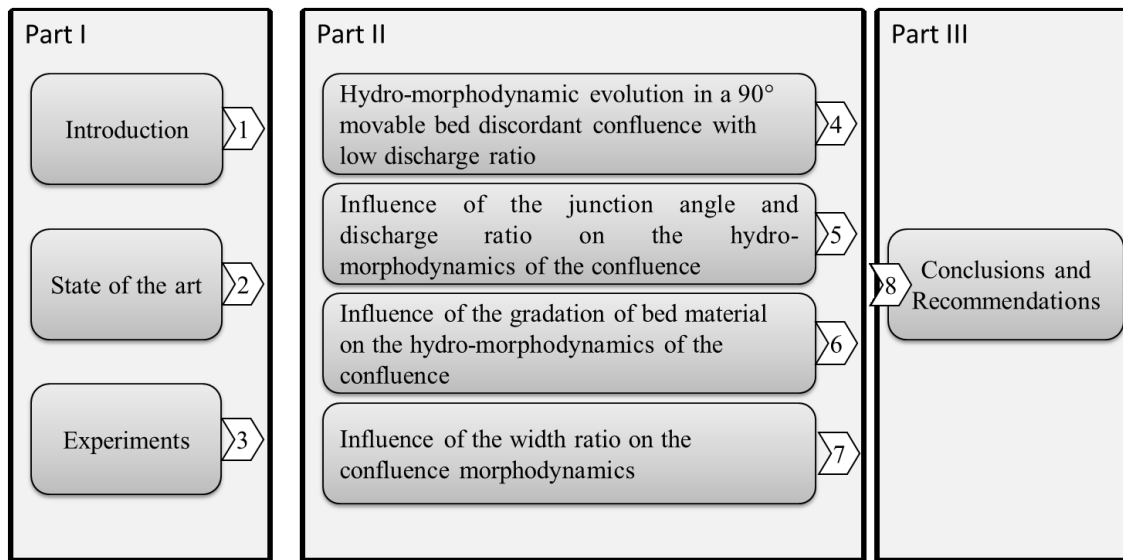 Part I
Introduction
1
State of the art
2
Experiments
3
Part II
Hydro-morphodynamic evolution in a 90°
movable bed discordant confluence with
low discharge ratio
4
Influence of the junction angle and
discharge ratio on the hydro-
morphodynamics of the confluence
5
Influence of the gradation of bed material
on the hydro-morphodynamics of the
confluence
6
Influence of the width ratio on the
confluence morphodynamics
7
Part III
8
Conclusions and
Recommendations